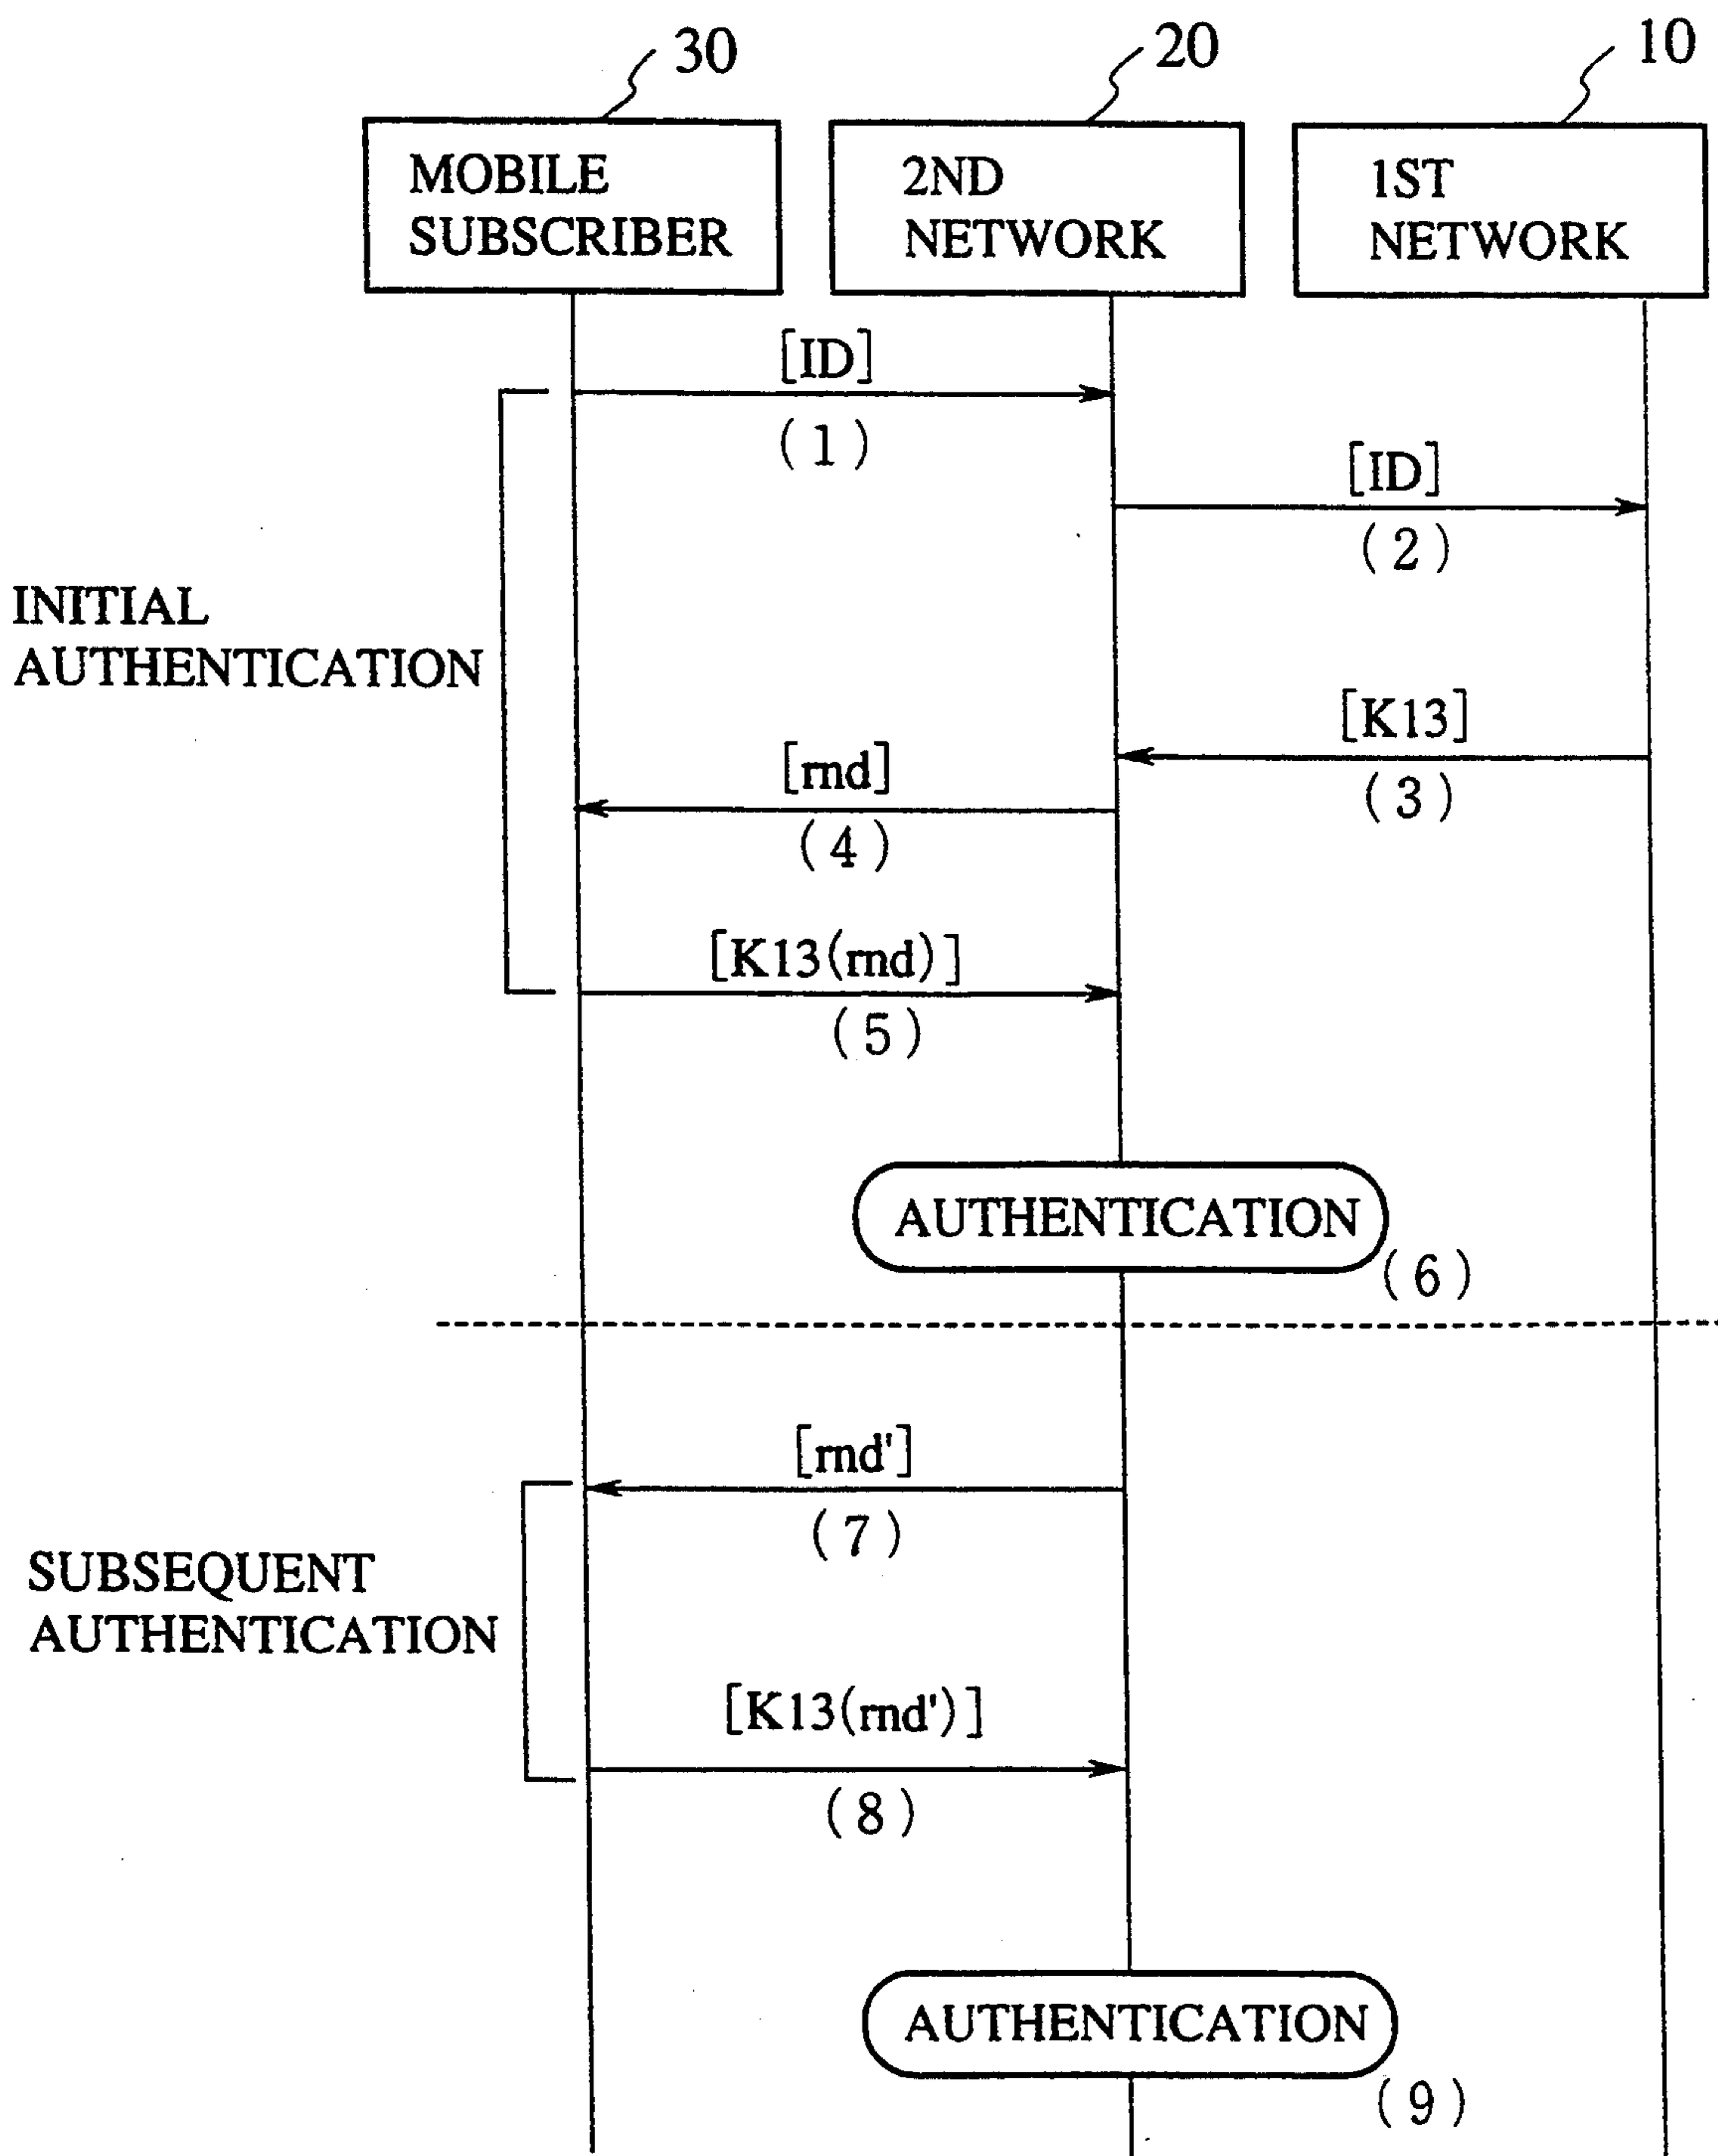 30
20
10
MOBILE
SUBSCRIBER
2ND
NETWORK
1ST
NETWORK
[ID]
(1)
[ID]
(2)
INITIAL
AUTHENTICATION
[K13]
(3)
[rnd]
(4)
[K13(rnd)]
(5)
AUTHENTICATION
(6)
[rnd']
(7)
SUBSEQUENT
AUTHENTICATION
[K13(rnd')]
(8)
AUTHENTICATION
(9)